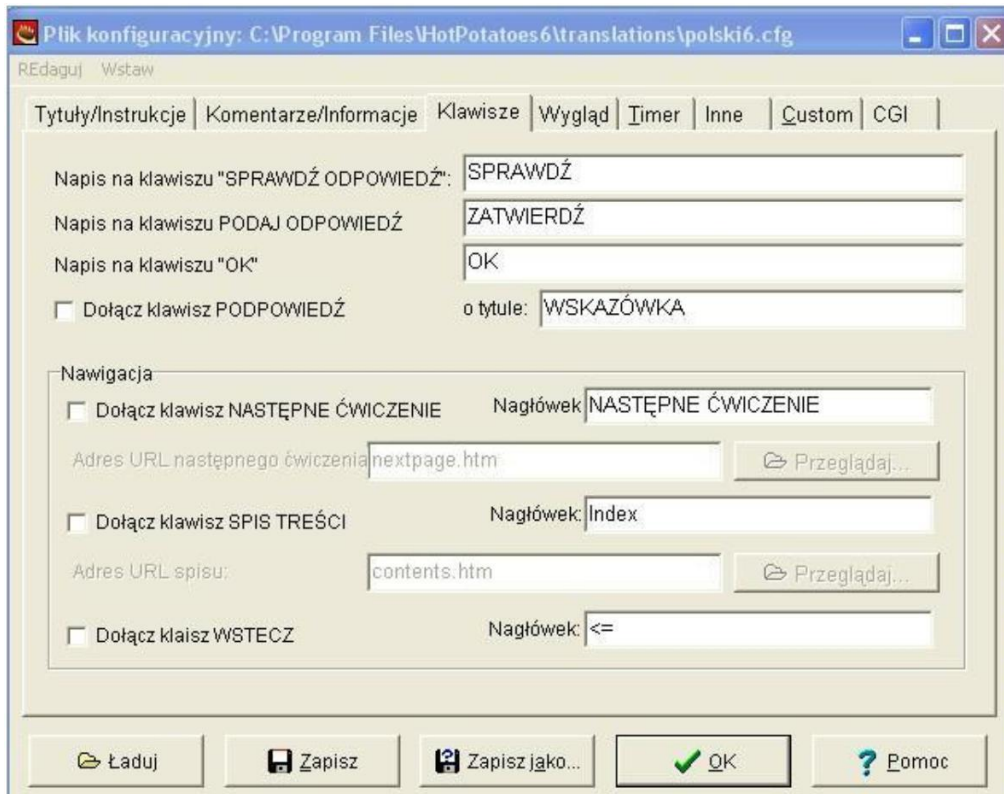 Plik konfiguracyjny: C:\Program Files\HotPotatoes6\translations\polski6.cfg
REdaguj Wstaw
Tytuły/Instrukcje Komentarze/Informacje Klawisze Wygląd Timer Inne Custom CGI
Napis na klawiszu "SPRAWDŹ ODPOWIEDŹ": SPRAWDŹ
Napis na klawiszu PODAJ ODPOWIEDŹ ZATWIERDŹ
Napis na klawiszu "OK" OK
Dołącz klawisz PODPOWIEDŹ o tytule: WSKAZÓWKA
Nawigacja
Dołącz klawisz NASTĘPNE ĆWICZENIE Nagłówek NASTĘPNE ĆWICZENIE
Adres URL następnego ćwiczenia nextpage.htm Przeglądaj...
Dołącz klawisz SPIS TREŚCI Nagłówek: Index
Adres URL spisu: contents.htm Przeglądaj...
Dołącz klaisz WSTECZ Nagłówek: <=
Ładuj Zapisz Zapisz jako... OK Pomoc